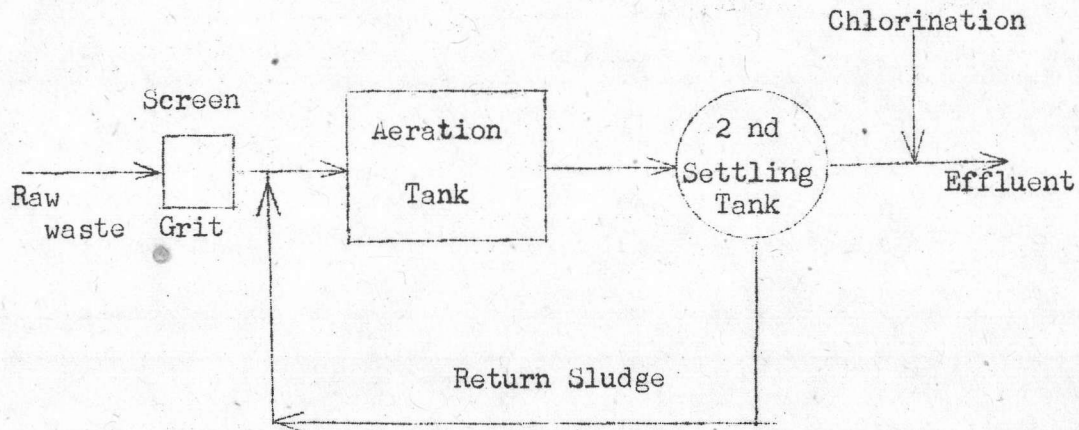 Chlorination
Screen
Aeration
Tank
2 nd
Settling
Tank
Raw
waste
Grit
Effluent
Return Sludge